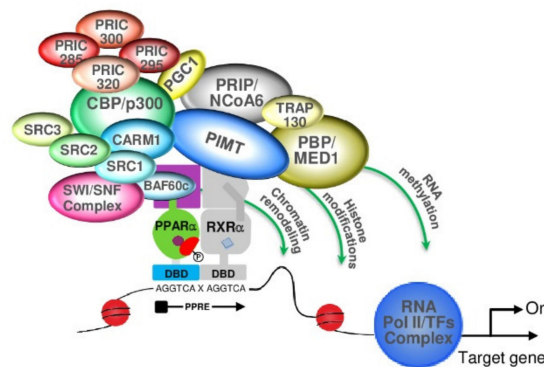 PRIC
300
PRIC
285
PRIC
295
PRIC
320
PGC1
PRIP/
NCoA6
CBP/p300
TRAP
130
SRC3
CARM1
PIMT
PBP/
MED1
SRC2
SRC1
SWI/SNF
Complex
BAF60c
RNA
methylation
Chromatin
remodeling
Histone
modifications
PPARα
RXRα
P
DBD
DBD
AGGTCA X AGGTCA
PPRE
RNA
Pol II/TFs
Complex
On
Target gene